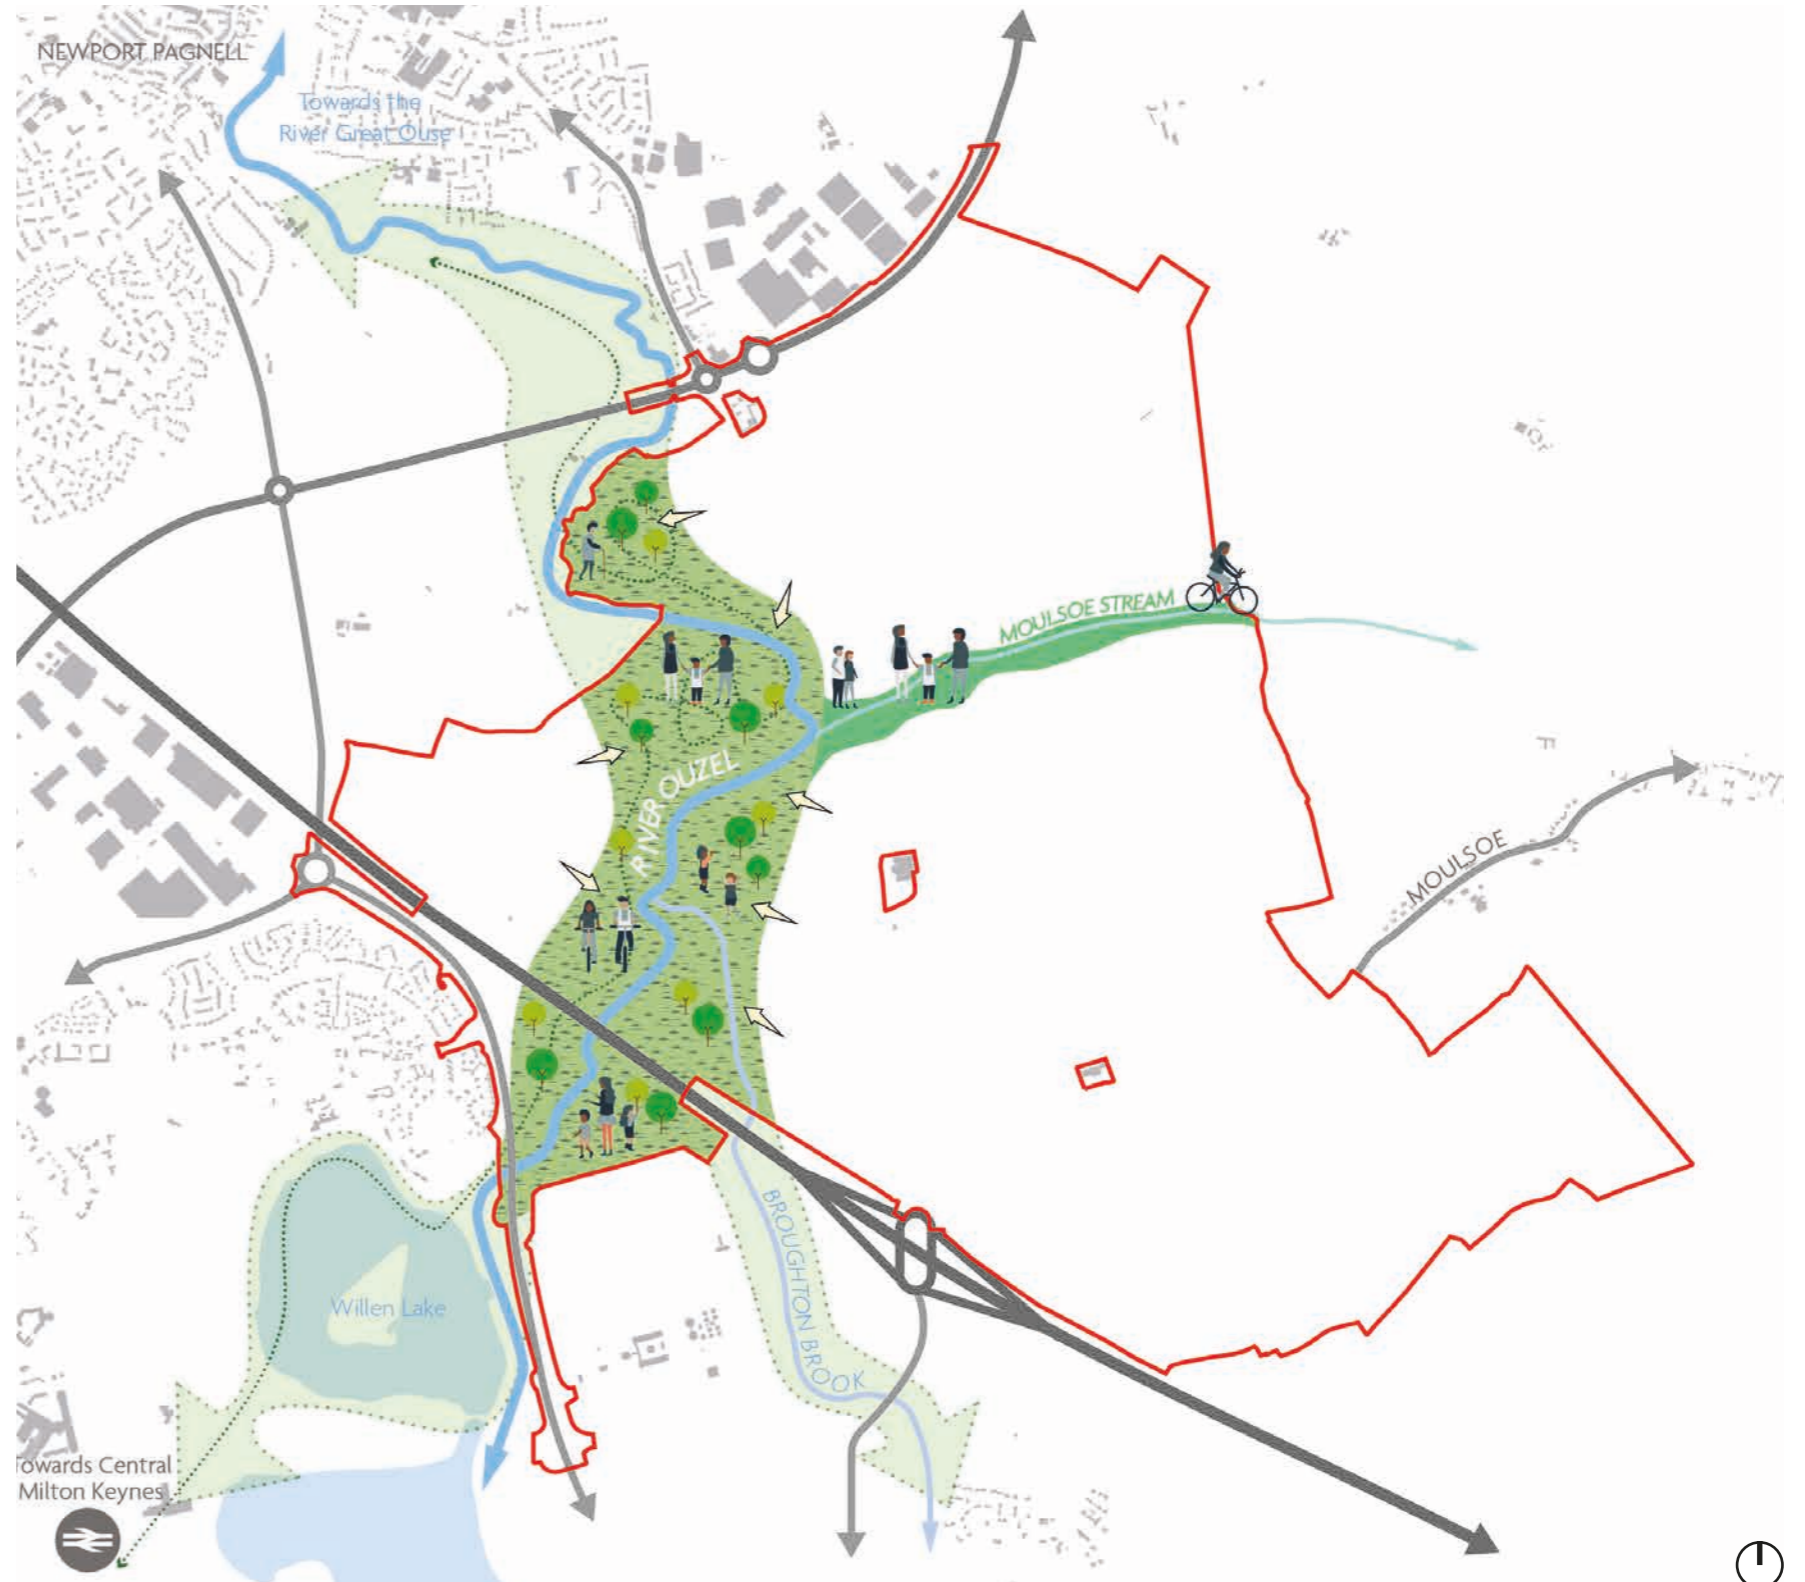 NEWPORT PAGNELL
Towards the
River Great Ouse
MOULSOE STREAM
RIVER OUZEL
MOULSOE
BROUGHTON BROOK
Willen Lake
owards Central
Milton Keynes